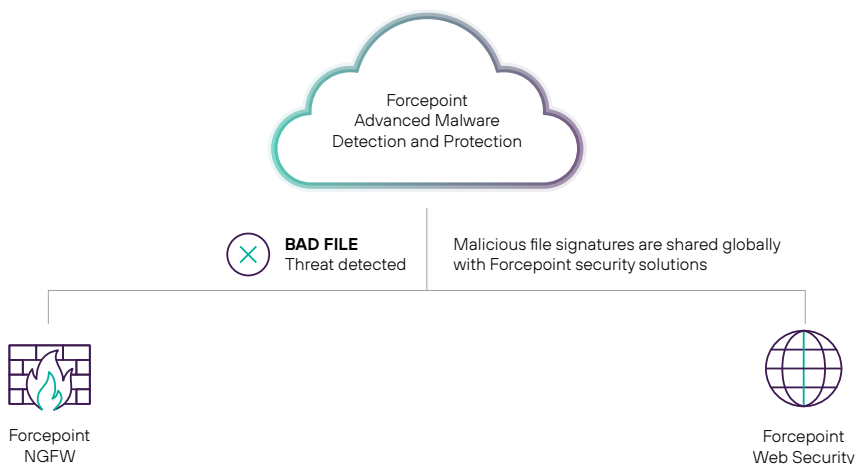 Forcepoint
Advanced Malware
Detection and Protection
BAD FILE
Threat detected
Malicious file signatures are shared globally
with Forcepoint security solutions
Forcepoint
NGFW
Forcepoint
Web Security